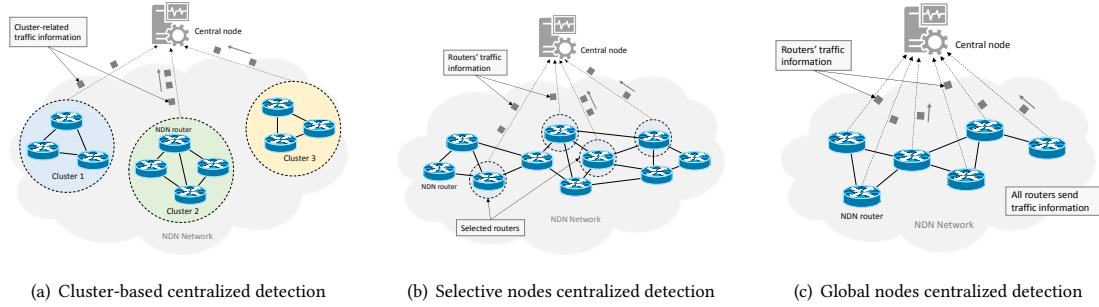 Cluster-related
traffic information
Central node
NDN router
Cluster 1
Cluster 2
Cluster 3
NDN Network
(a) Cluster-based centralized detection
Routers' traffic
information
Central node
NDN router
Selected routers
NDN Network
(b) Selective nodes centralized detection
Routers' traffic
information
Central node
NDN router
All routers send
traffic information
NDN Network
(c) Global nodes centralized detection